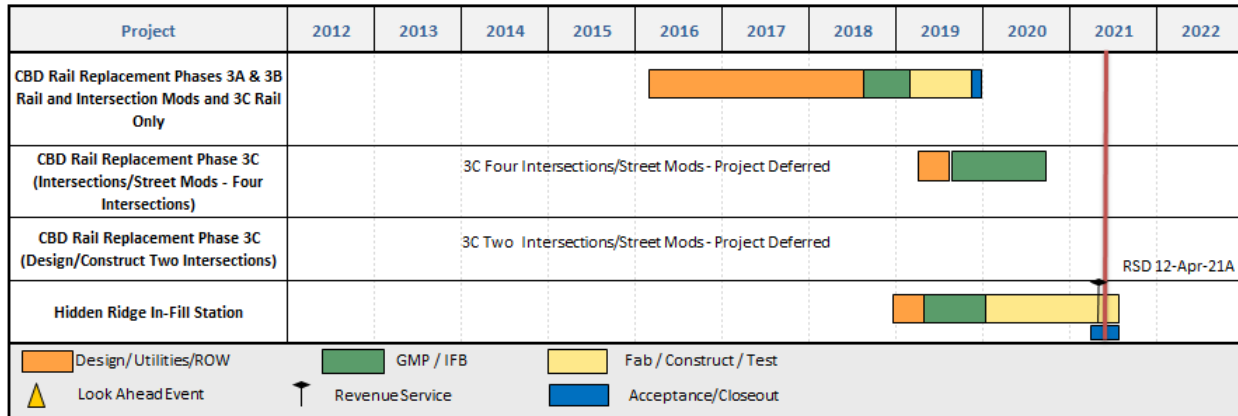 Project 2012 2013 2014 2015 2016 2017 2018 2019 2020 2021 2022
CBD Rail Replacement Phases 3A & 3B
Rail and Intersection Mods and 3C Rail
Only
CBD Rail Replacement Phase 3C
(Intersections/Street Mods - Four
Intersections)
3C Four Intersections/Street Mods - Project Deferred
CBD Rail Replacement Phase 3C
(Design/Construct Two Intersections)
3C Two Intersections/Street Mods - Project Deferred
RSD 12-Apr-21A
Hidden Ridge In-Fill Station
Design/ Utilities/ROW GMP / IFB Fab / Construct / Test
Look Ahead Event Revenue Service Acceptance/Closeout